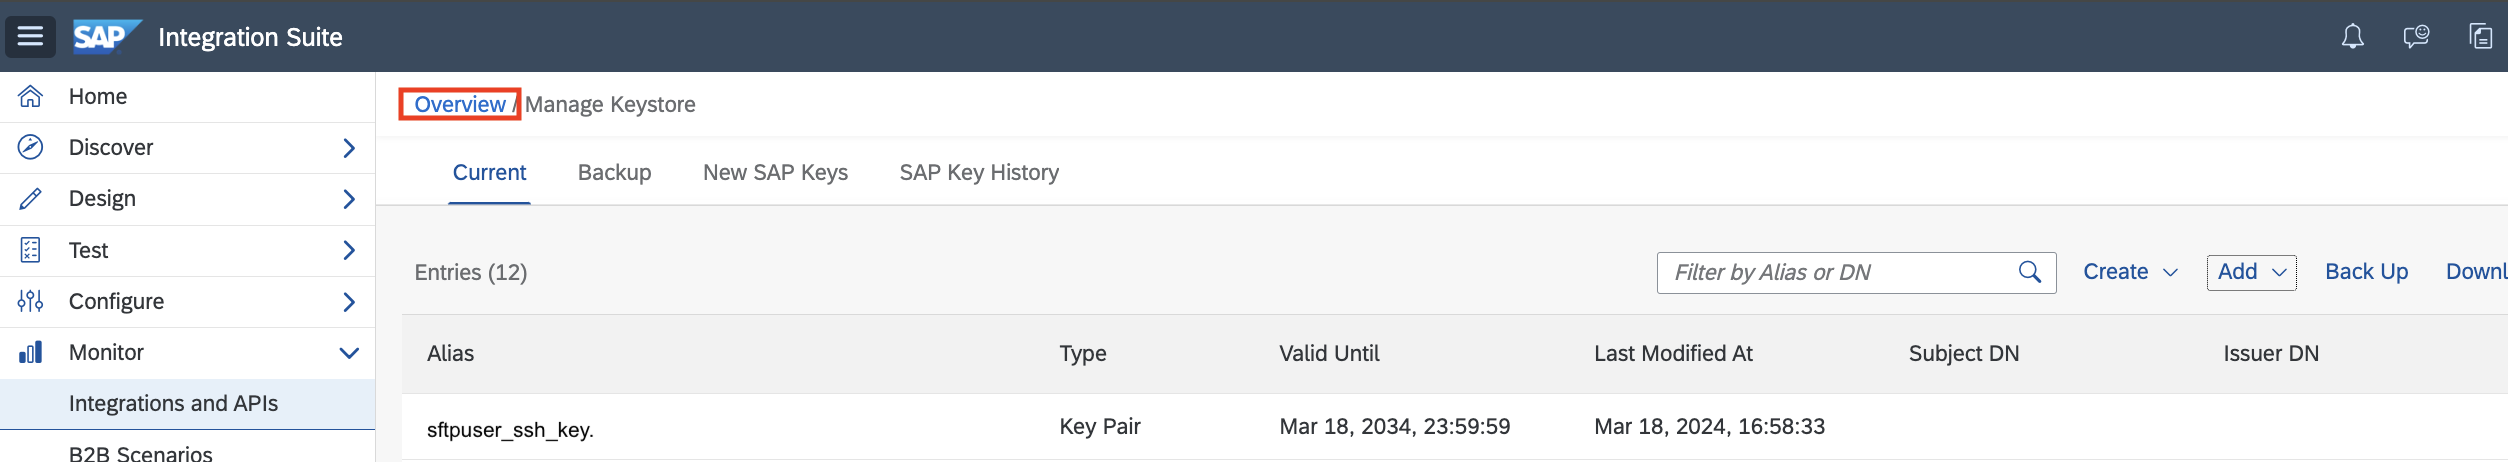 SAP Integration Suite
Home
Discover
Design
Test
Configure
Monitor
Integrations and APIs
B2B Scenarios
Overview / Manage Keystore
Current Backup New SAP Keys SAP Key History
Entries (12) Filter by Alias or DN Create Add Back Up Downl
Alias Type Valid Until Last Modified At Subject DN Issuer DN
sftpuser_ssh_key. Key Pair Mar 18, 2034, 23:59:59 Mar 18, 2024, 16:58:33